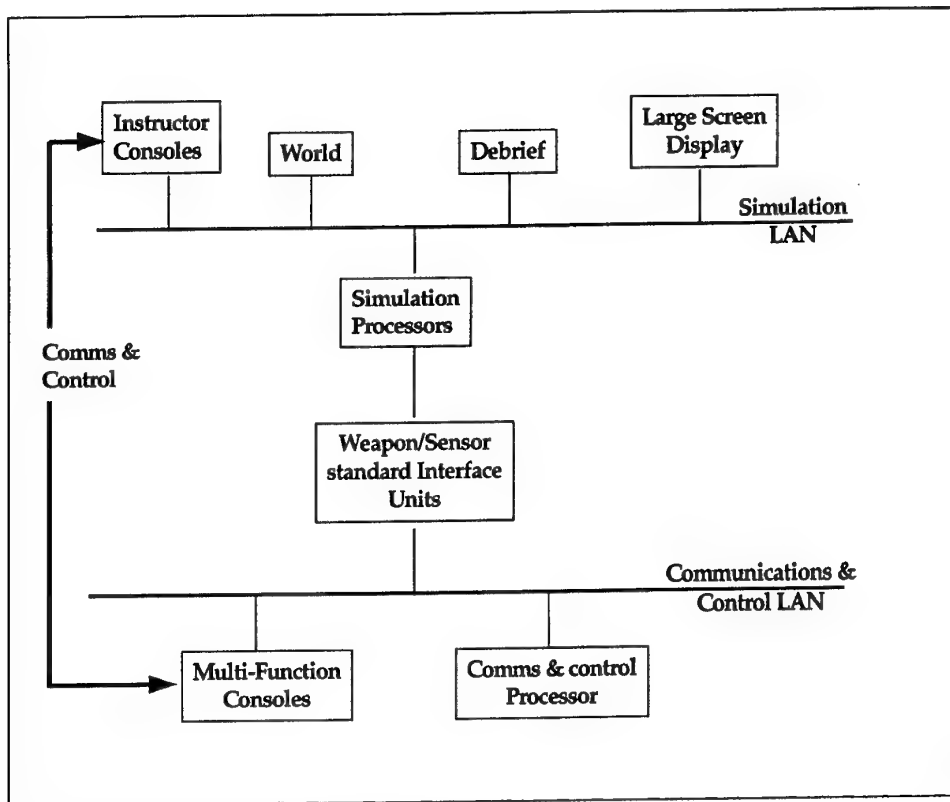 Instructor
Consoles
World
Debrief
Large Screen
Display
Simulation
LAN
Simulation
Processors
Comms &
Control
Weapon/Sensor
standard Interface
Units
Communications &
Control LAN
Multi-Function
Consoles
Comms & control
Processor